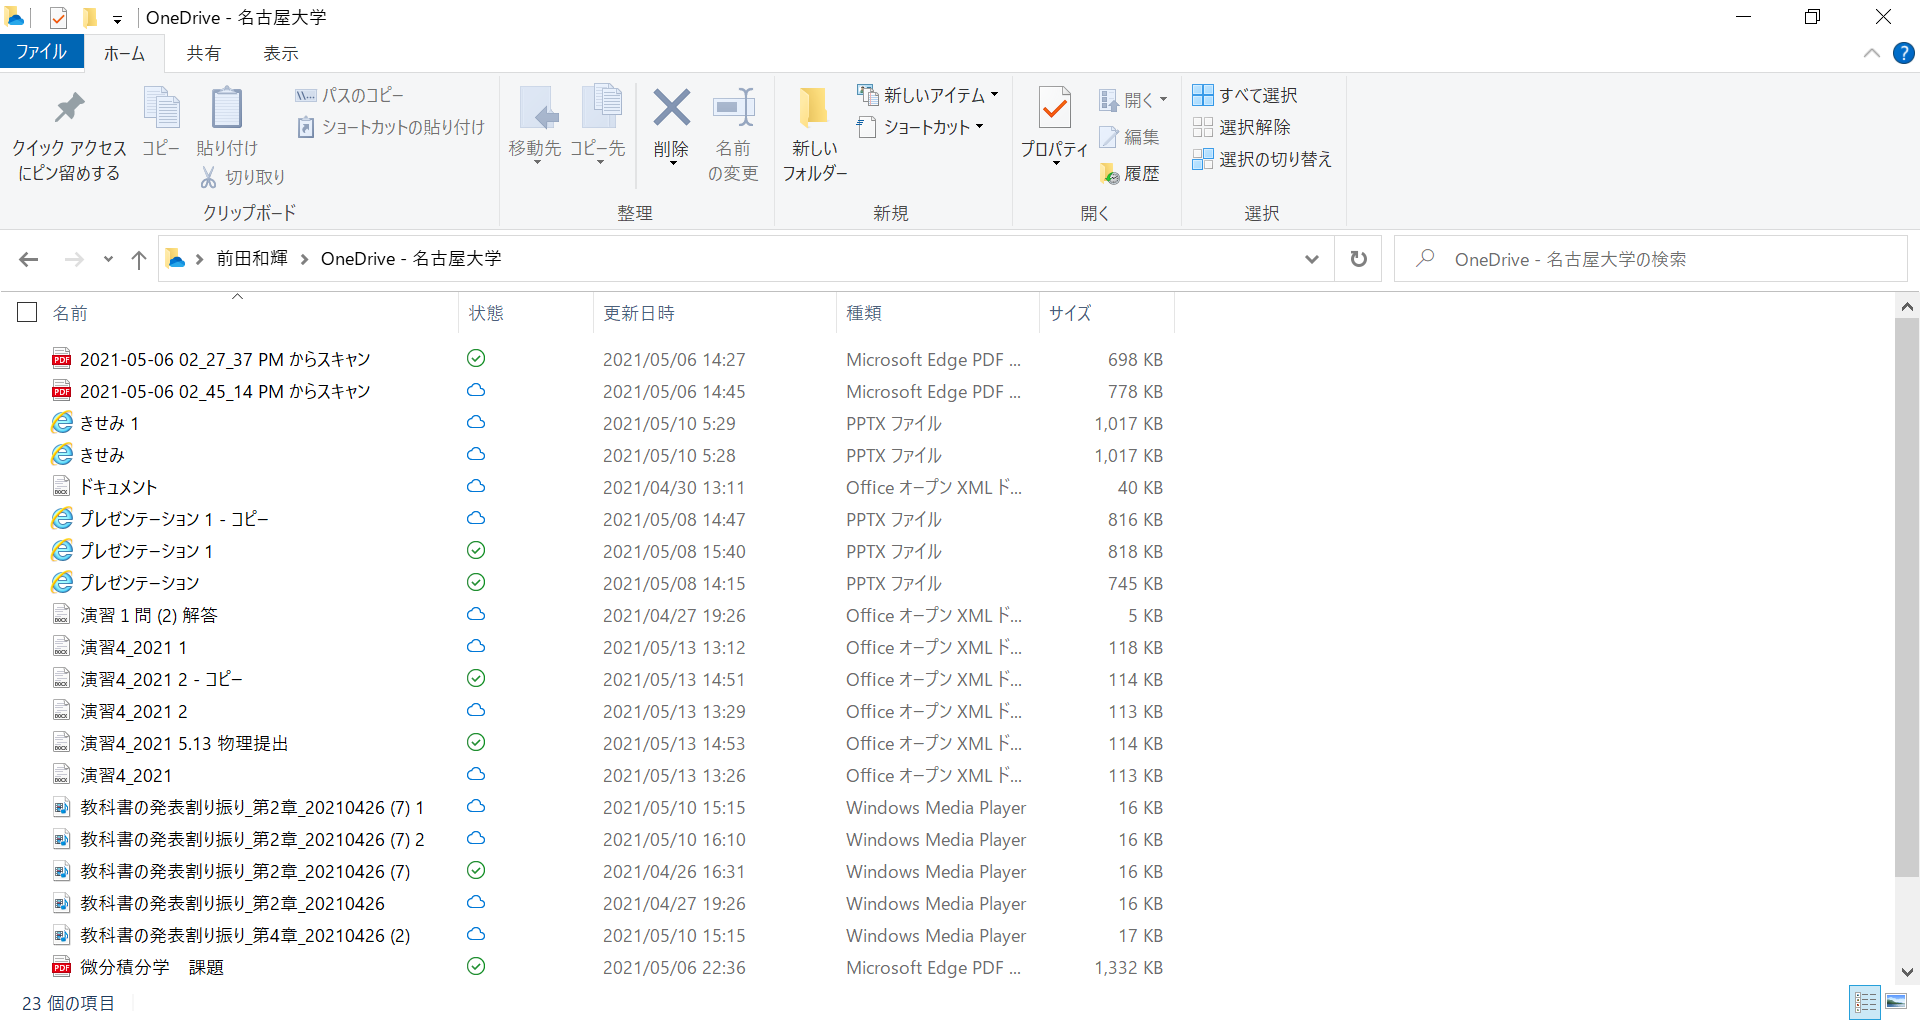 OneDrive - 名古屋大学
ファイル ホーム 共有 表示
クイック アクセス
にピン留めする
コピー
貼り付け
切り取り
パスのコピー
ショートカットの貼り付け
クリップボード
移動先
コピー先
削除
名前
の変更
整理
新しい
フォルダー
新しいアイテム
ショートカット
新規
プロパティ
開く
編集
履歴
開く
すべて選択
選択解除
選択の切り替え
選択
前田和輝 OneDrive - 名古屋大学
OneDrive - 名古屋大学の検索
名前 状態 更新日時 種類 サイズ
PDF 2021-05-06 02_27_37 PM からスキャン 2021/05/06 14:27 Microsoft Edge PDF ... 698 KB
PDF 2021-05-06 02_45_14 PM からスキャン 2021/05/06 14:45 Microsoft Edge PDF ... 778 KB
きせみ 1 2021/05/10 5:29 PPTX ファイル 1,017 KB
きせみ 2021/05/10 5:28 PPTX ファイル 1,017 KB
DOCX ドキュメント 2021/04/30 13:11 Office オープン XML ド... 40 KB
プレゼンテーション 1 - コピー 2021/05/08 14:47 PPTX ファイル 816 KB
プレゼンテーション 1 2021/05/08 15:40 PPTX ファイル 818 KB
プレゼンテーション 2021/05/08 14:15 PPTX ファイル 745 KB
DOCX 演習１問 (2) 解答 2021/04/27 19:26 Office オープン XML ド... 5 KB
DOCX 演習4_2021 1 2021/05/13 13:12 Office オープン XML ド... 118 KB
DOCX 演習4_2021 2 - コピー 2021/05/13 14:51 Office オープン XML ド... 114 KB
DOCX 演習4_2021 2 2021/05/13 13:29 Office オープン XML ド... 113 KB
DOCX 演習4_2021 5.13 物理提出 2021/05/13 14:53 Office オープン XML ド... 114 KB
DOCX 演習4_2021 2021/05/13 13:26 Office オープン XML ド... 113 KB
教科書の発表割り振り_第2章_20210426 (7) 1 2021/05/10 15:15 Windows Media Player 16 KB
教科書の発表割り振り_第2章_20210426 (7) 2 2021/05/10 16:10 Windows Media Player 16 KB
教科書の発表割り振り_第2章_20210426 (7) 2021/04/26 16:31 Windows Media Player 16 KB
教科書の発表割り振り_第2章_20210426 2021/04/27 19:26 Windows Media Player 16 KB
教科書の発表割り振り_第4章_20210426 (2) 2021/05/10 15:15 Windows Media Player 17 KB
PDF 微分積分学　課題 2021/05/06 22:36 Microsoft Edge PDF ... 1,332 KB
23 個の項目